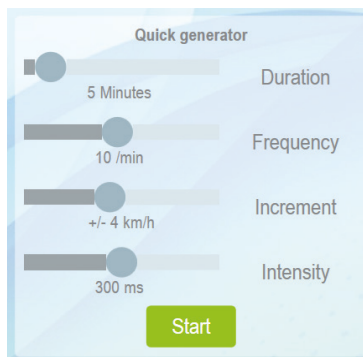 Quick generator
Duration
5 Minutes
Frequency
10 /min
Increment
+/- 4 km/h
Intensity
300 ms
Start